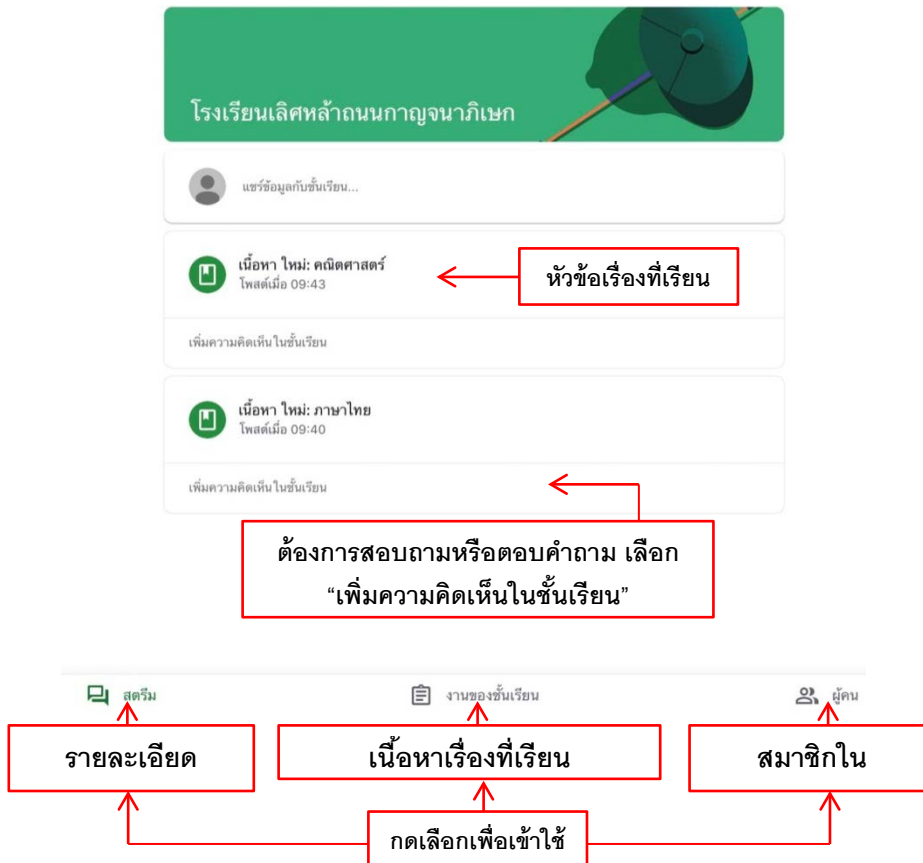 โรงเรียนเลิศหล้าถนนกาญจนาภิเษก
แชร์ข้อมูลกับชั้นเรียน...
เนื้อหา ใหม่: คณิตศาสตร์
โพสต์เมื่อ 09:43
หัวข้อเรื่องที่เรียน
เพิ่มความคิดเห็นในชั้นเรียน
เนื้อหา ใหม่: ภาษาไทย
โพสต์เมื่อ 09:40
เพิ่มความคิดเห็นในชั้นเรียน
ต้องการสอบถามหรือตอบคำถาม เลือก
“เพิ่มความคิดเห็นในชั้นเรียน”
สตรีม
งานของชั้นเรียน
ผู้คน
รายละเอียด
เนื้อหาเรื่องที่เรียน
สมาชิกใน
กดเลือกเพื่อเข้าใช้